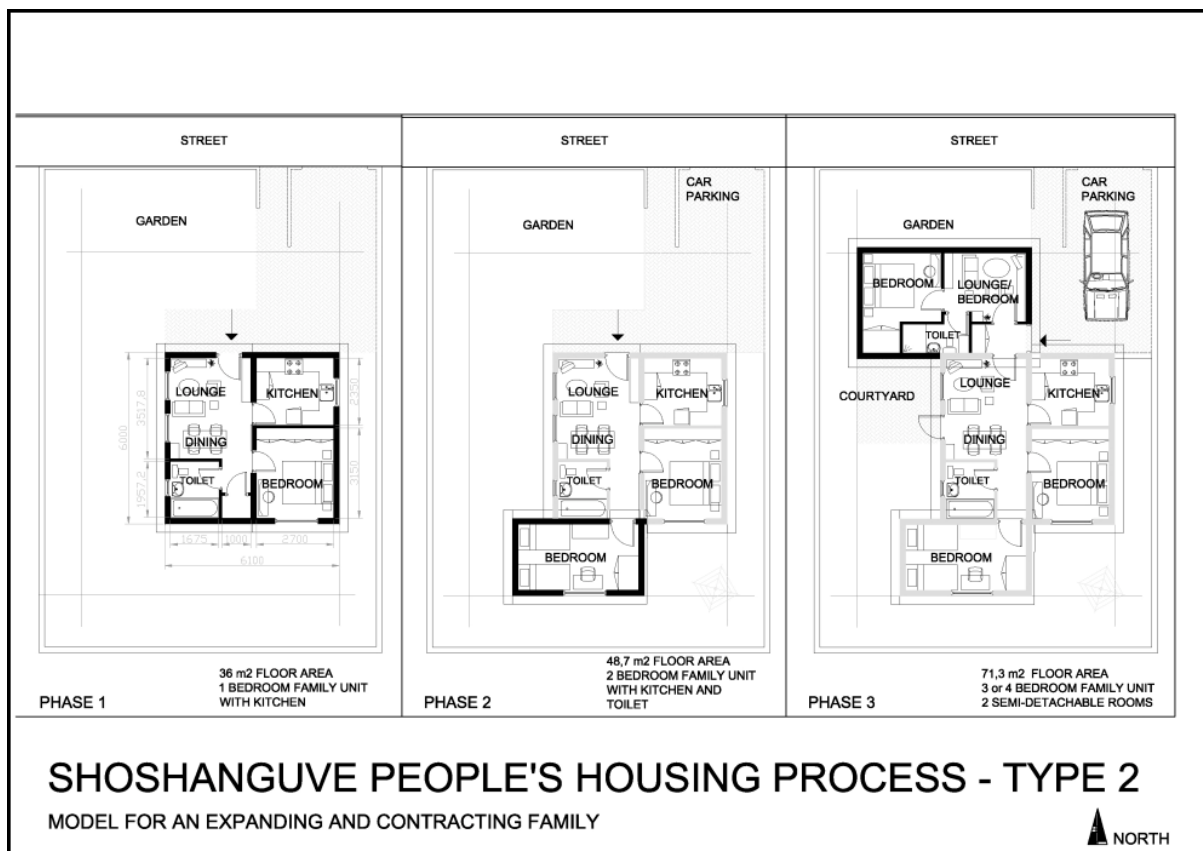 STREET
GARDEN
LOUNGE
KITCHEN
DINING
TOILET
BEDROOM
6000
3517,8
1957,2
2350
3150
1675
1000
2700
6100
36 m2 FLOOR AREA
1 BEDROOM FAMILY UNIT
WITH KITCHEN
PHASE 1
STREET
CAR
PARKING
GARDEN
LOUNGE
KITCHEN
DINING
TOILET
BEDROOM
BEDROOM
48,7 m2 FLOOR AREA
2 BEDROOM FAMILY UNIT
WITH KITCHEN AND
TOILET
PHASE 2
STREET
CAR
PARKING
GARDEN
BEDROOM
LOUNGE/
BEDROOM
TOILET
LOUNGE
KITCHEN
COURTYARD
DINING
TOILET
BEDROOM
BEDROOM
71,3 m2 FLOOR AREA
3 or 4 BEDROOM FAMILY UNIT
2 SEMI-DETACHABLE ROOMS
PHASE 3
SHOSHANGUVE PEOPLE'S HOUSING PROCESS - TYPE 2
MODEL FOR AN EXPANDING AND CONTRACTING FAMILY
NORTH